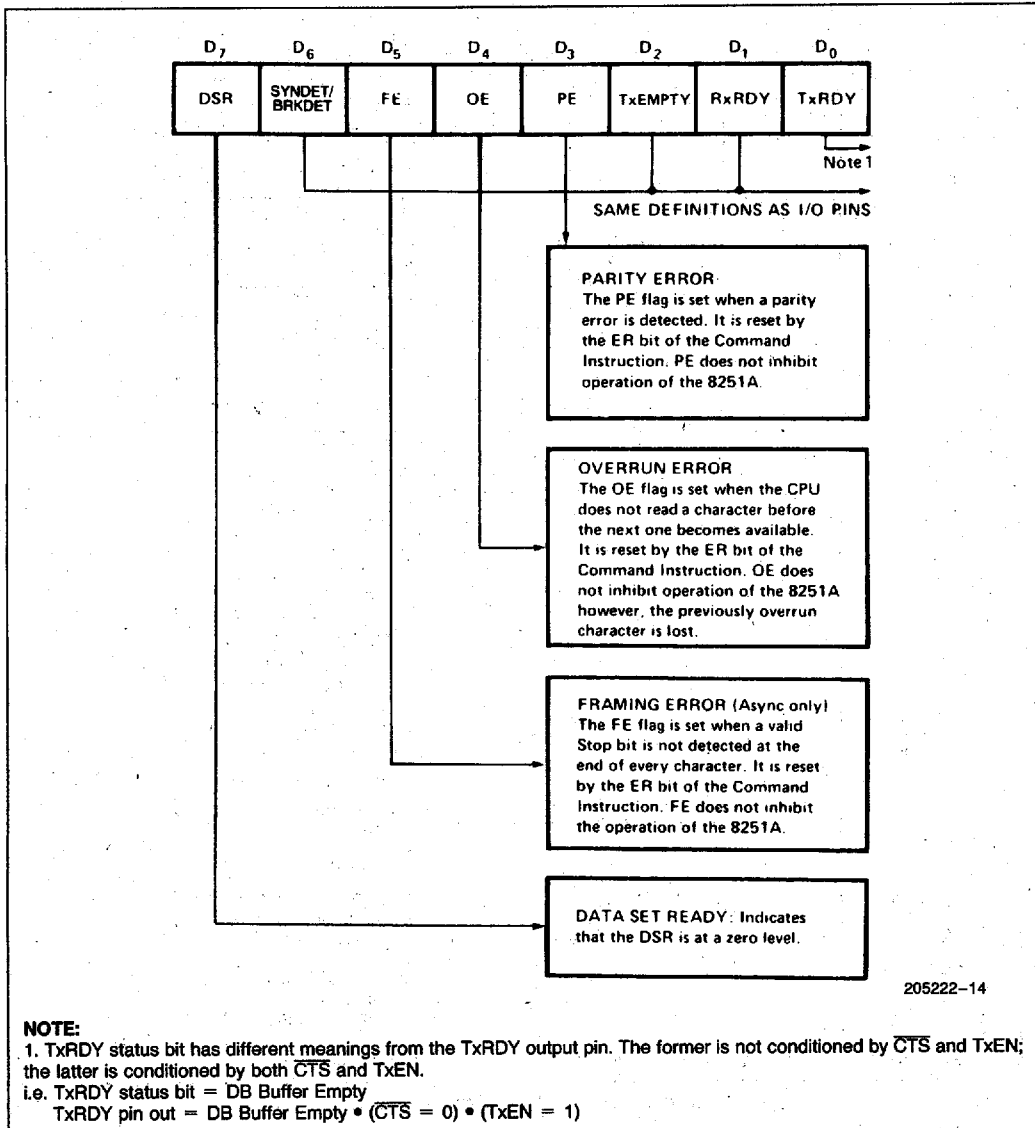 D7 D6 D5 D4 D3 D2 D1 D0
DSR SYNDET/BRKDET FE OE PE TxEMPTY RxRDY TxRDY
Note 1
SAME DEFINITIONS AS I/O PINS
PARITY ERROR
The PE flag is set when a parity
error is detected. It is reset by
the ER bit of the Command
Instruction. PE does not inhibit
operation of the 8251A.
OVERRUN ERROR
The OE flag is set when the CPU
does not read a character before
the next one becomes available.
It is reset by the ER bit of the
Command Instruction. OE does
not inhibit operation of the 8251A
however, the previously overrun
character is lost.
FRAMING ERROR (Async only)
The FE flag is set when a valid
Stop bit is not detected at the
end of every character. It is reset
by the ER bit of the Command
Instruction. FE does not inhibit
the operation of the 8251A.
DATA SET READY: Indicates
that the DSR is at a zero level.
205222–14
NOTE:
1. TxRDY status bit has different meanings from the TxRDY output pin. The former is not conditioned by C̅T̅S̅ and TxEN;
the latter is conditioned by both C̅T̅S̅ and TxEN.
i.e. TxRDY status bit = DB Buffer Empty
TxRDY pin out = DB Buffer Empty • (C̅T̅S̅ = 0) • (TxEN = 1)